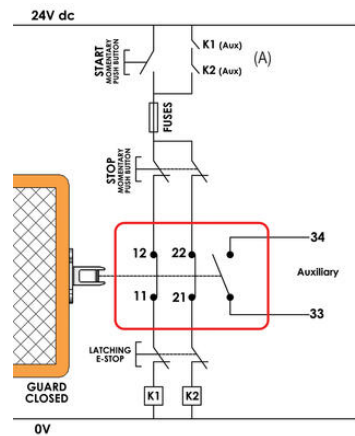 24V dc
START
MOMENTARY
PUSH BUTTON
K1 (Aux)
K2 (Aux)
(A)
FUSES
STOP
MOMENTARY
PUSH BUTTON
12
22
34
Auxiliary
11
21
33
LATCHING
E-STOP
GUARD
CLOSED
K1
K2
0V